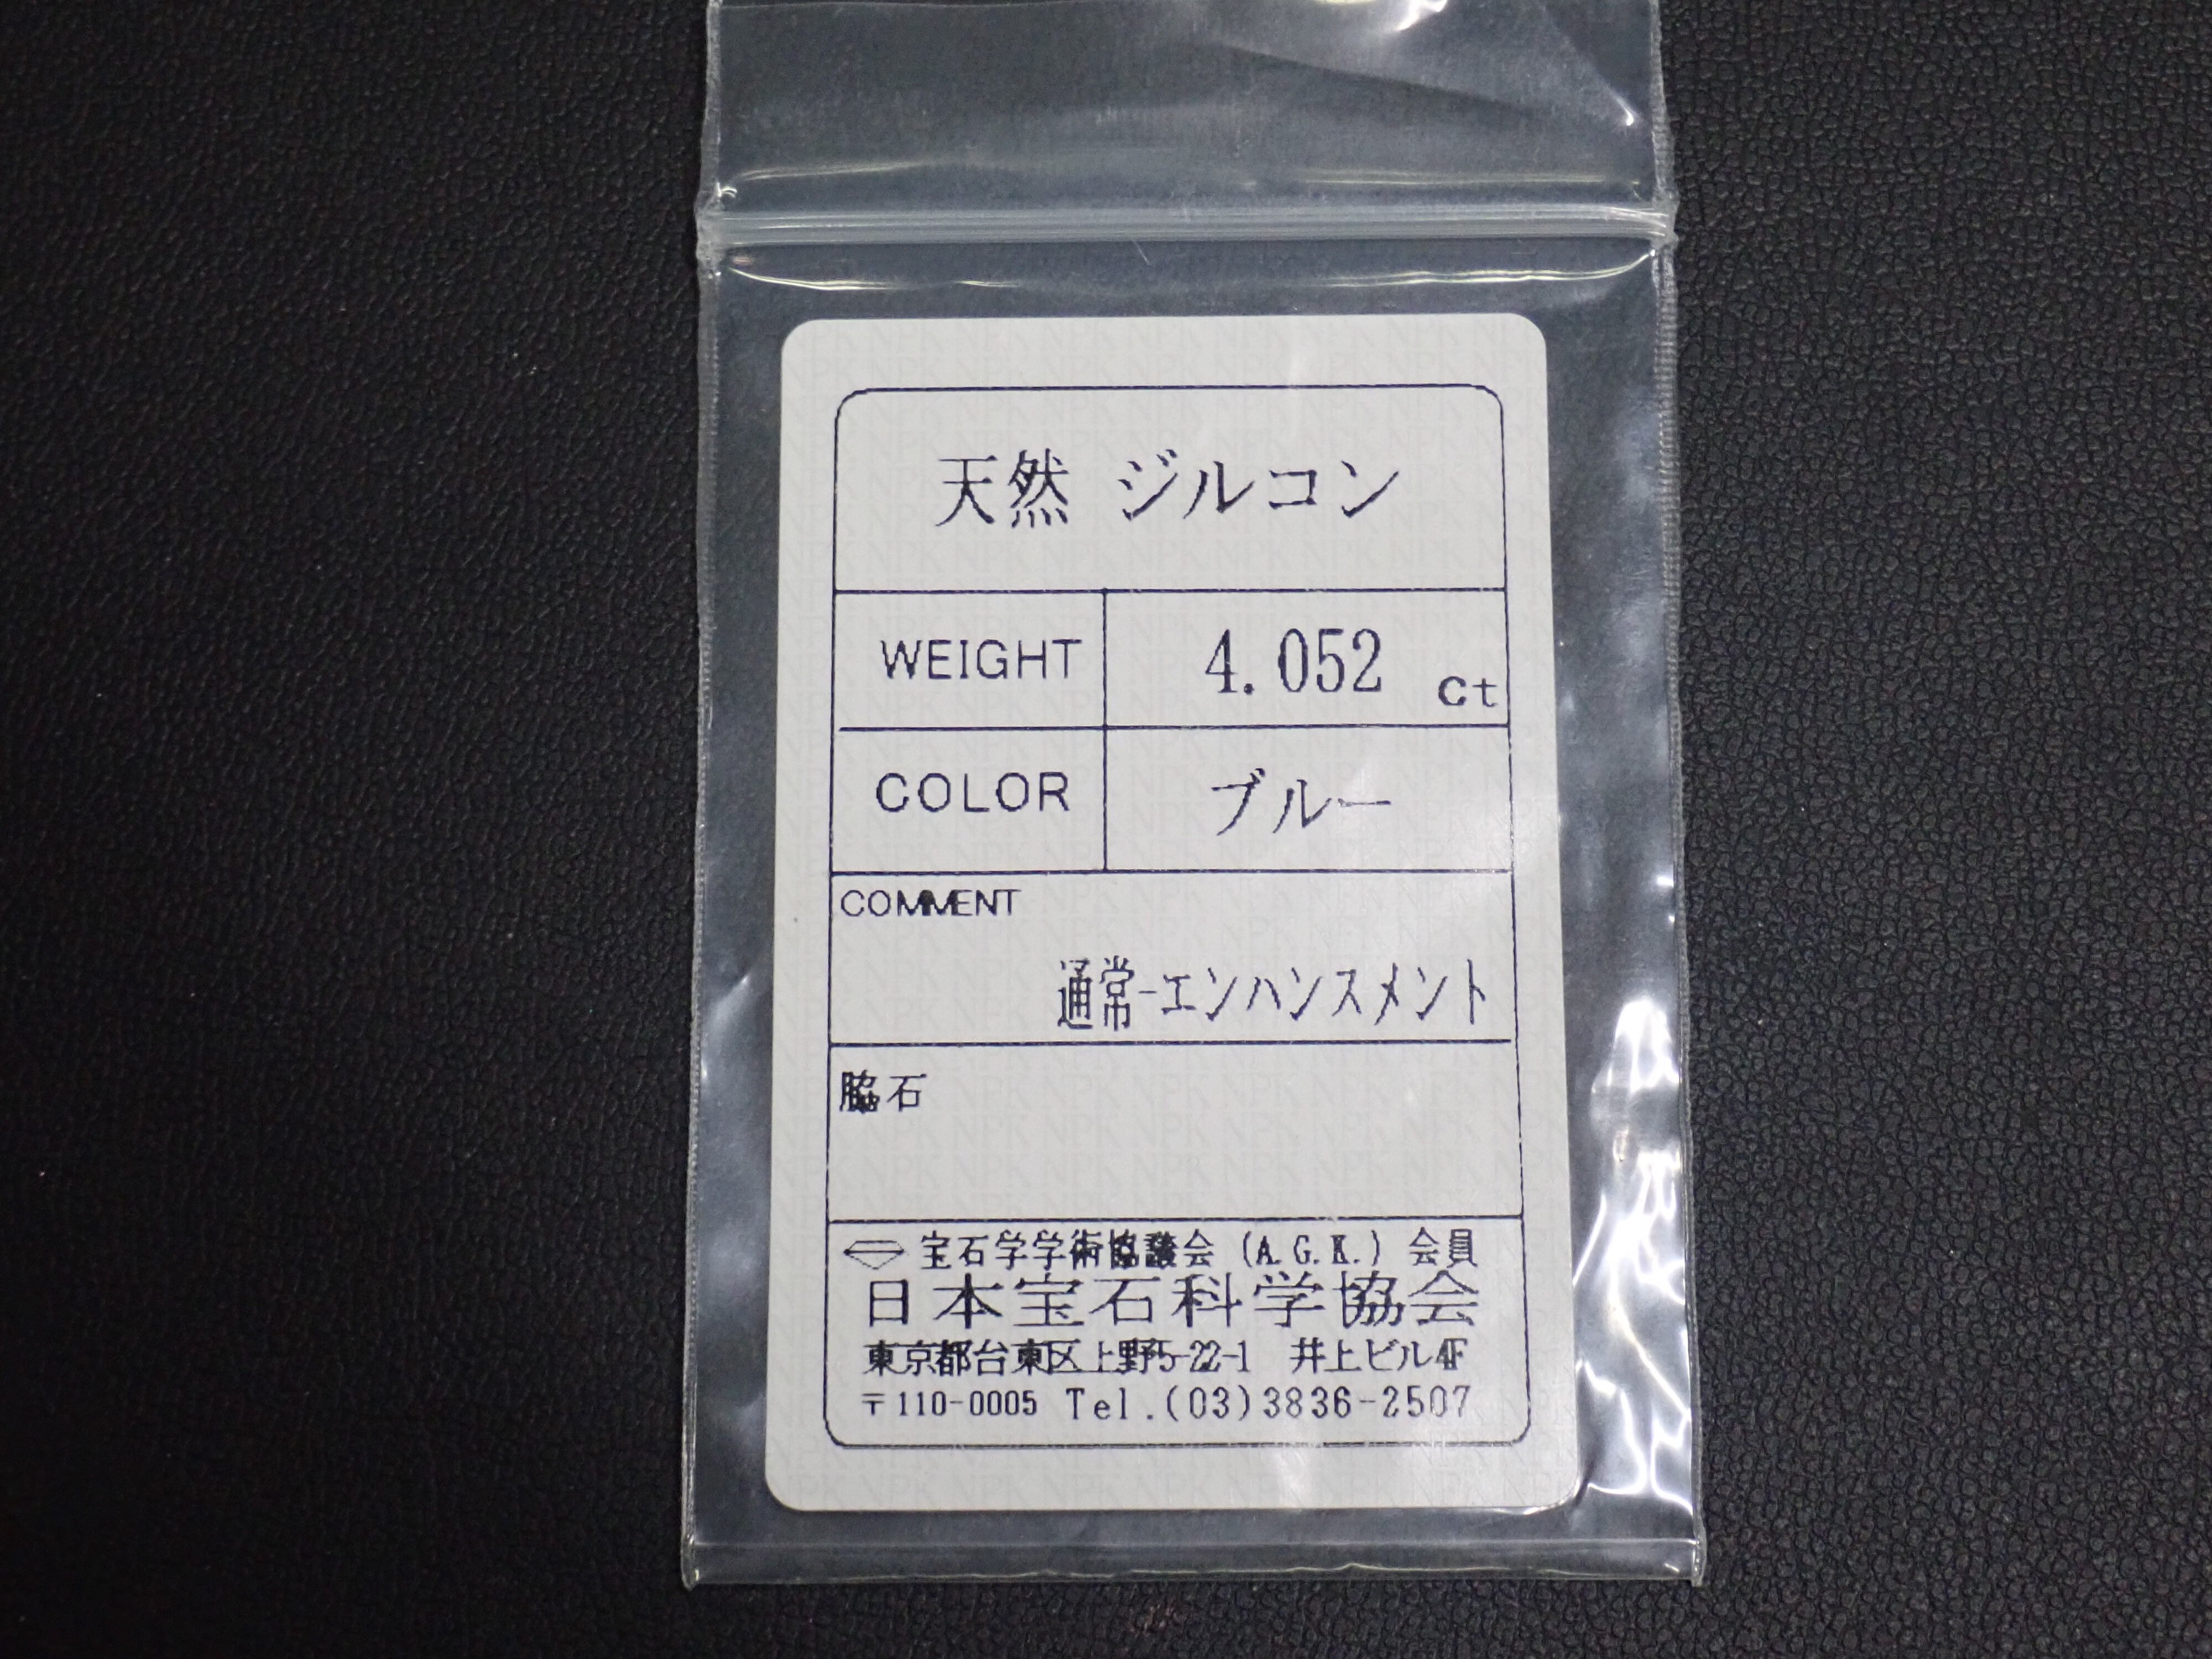 天然 ジルコン
WEIGHT 4.052 ct
COLOR ブルー
COMMENT
通常-エンハンスメント
脇石
宝石学学術協議会 (A.G.K.) 会員
日本宝石科学協会
東京都台東区上野5-22-1 井上ビル4F
〒110-0005 Tel.(03)3836-2507